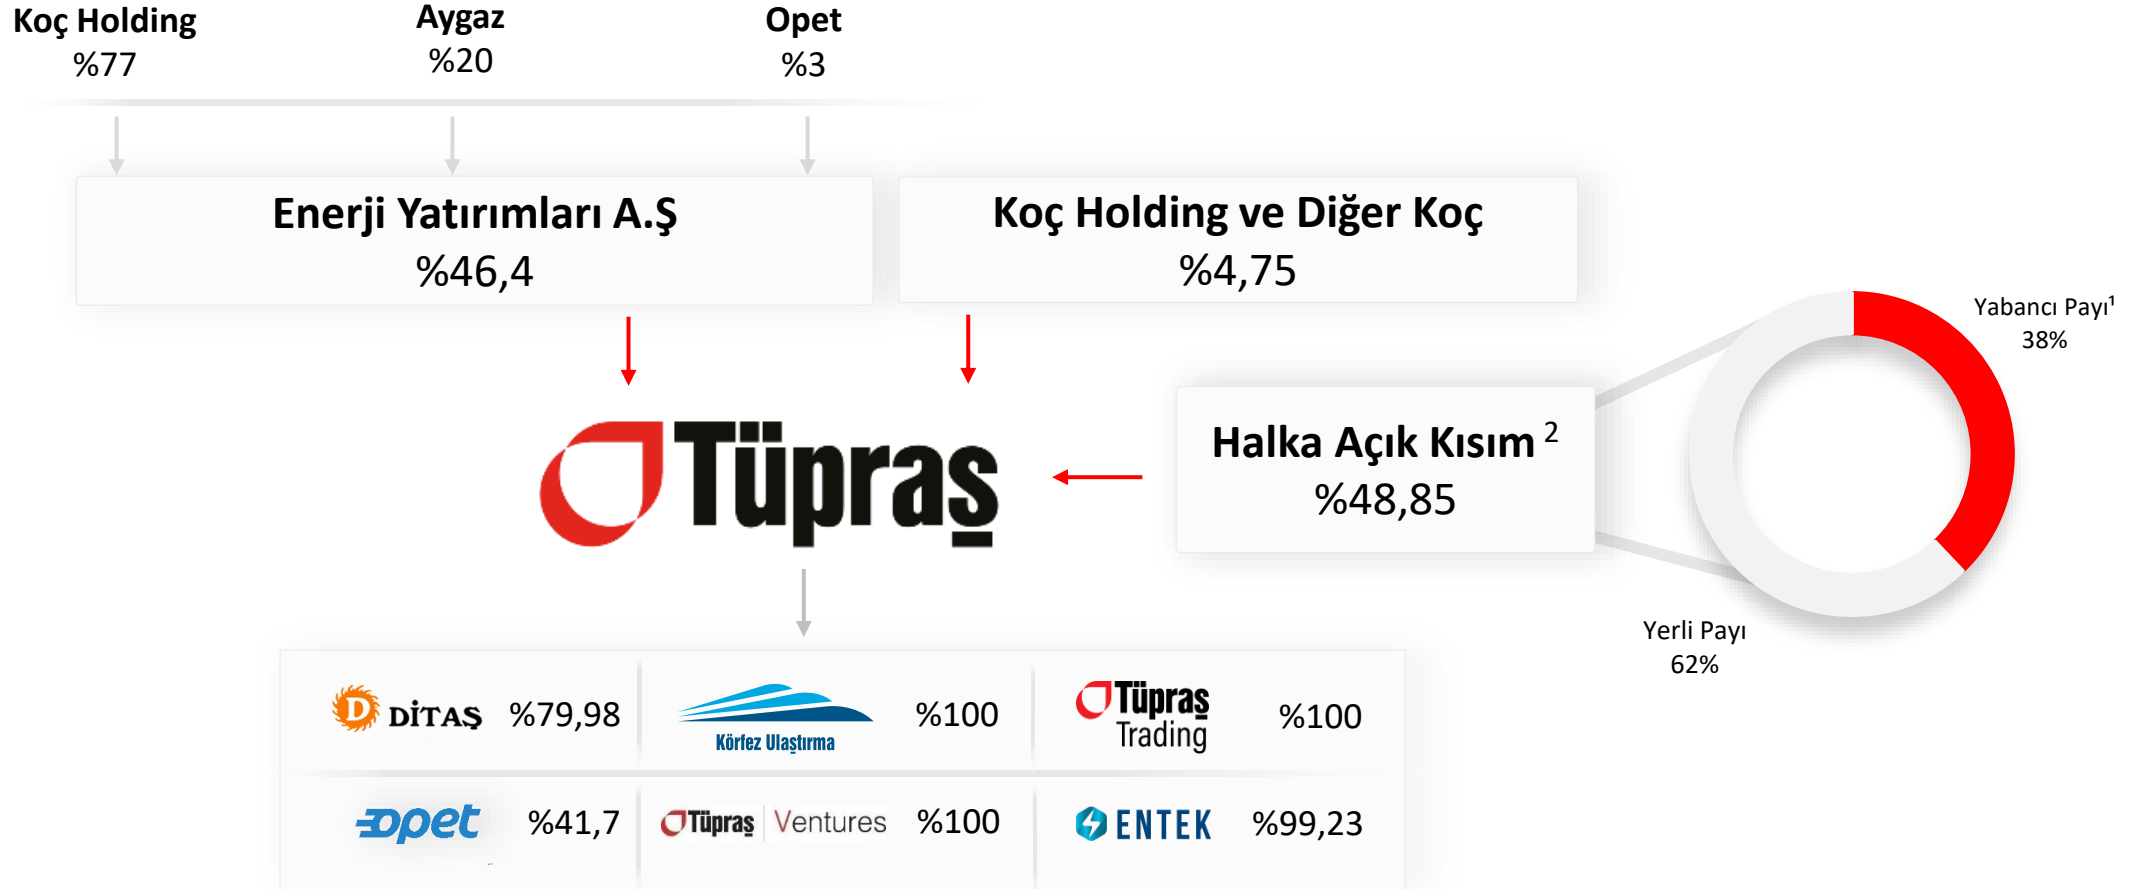 Koç Holding
%77
Aygaz
%20
Opet
%3
Enerji Yatırımları A.Ş
%46,4
Koç Holding ve Diğer Koç
%4,75
Yabancı Payı¹
38%
Halka Açık Kısım ²
%48,85
Tüpraş
Yerli Payı
62%
D DİTAŞ %79,98
Körfez Ulaştırma %100
Tüpraş
Trading
%100
opet %41,7
Tüpraş Ventures %100
ENTEK %99,23